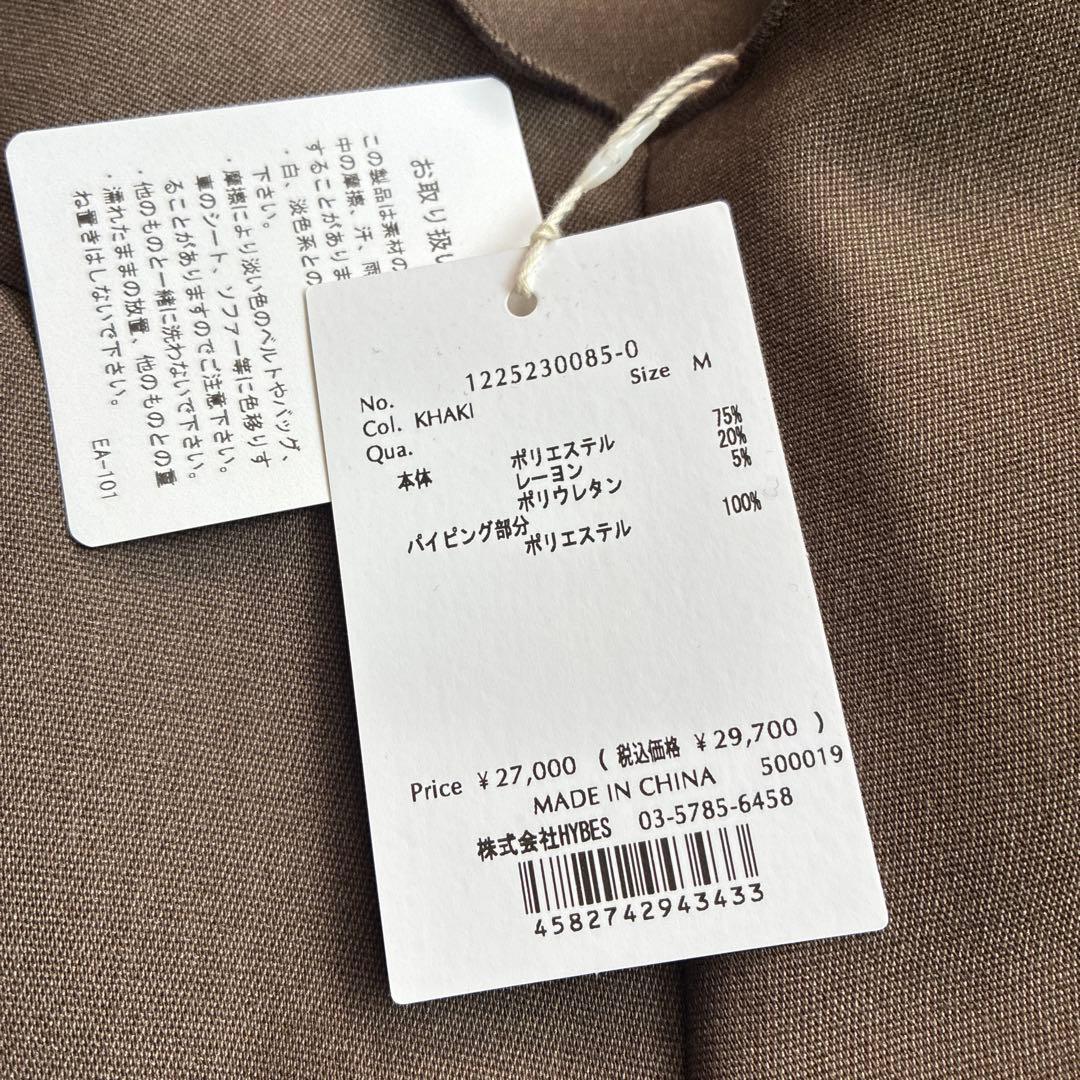 お取り扱い
この製品は素材の
中の摩擦、汗、雨
することがありま
・白、淡色系との
下さい。
・摩擦により淡い色のベルトやバッグ、
車のシート、ソファー等に色移りす
ることがありますのでご注意下さい。
・他のものと一緒に洗わないで下さい。
・濡れたままの放置、他のものとの重
ね置きはしないで下さい。
EA-101
No. 1225230085-0
Col. KHAKI Size M
Qua.
本体 ポリエステル 75%
レーヨン 20%
ポリウレタン 5%
パイピング部分
ポリエステル 100%
Price ¥27,000 ( 税込価格 ¥29,700 )
MADE IN CHINA 500019
株式会社HYBES 03-5785-6458
4582742943433